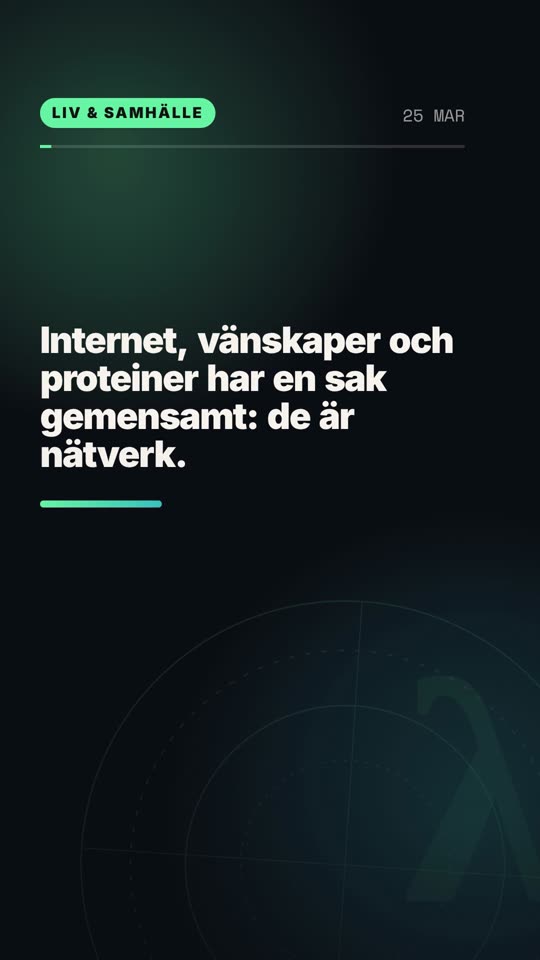 LIV & SAMHÄLLE
25 MAR
Internet, vänskaper och
proteiner har en sak
gemensamt: de är
nätverk.
λ